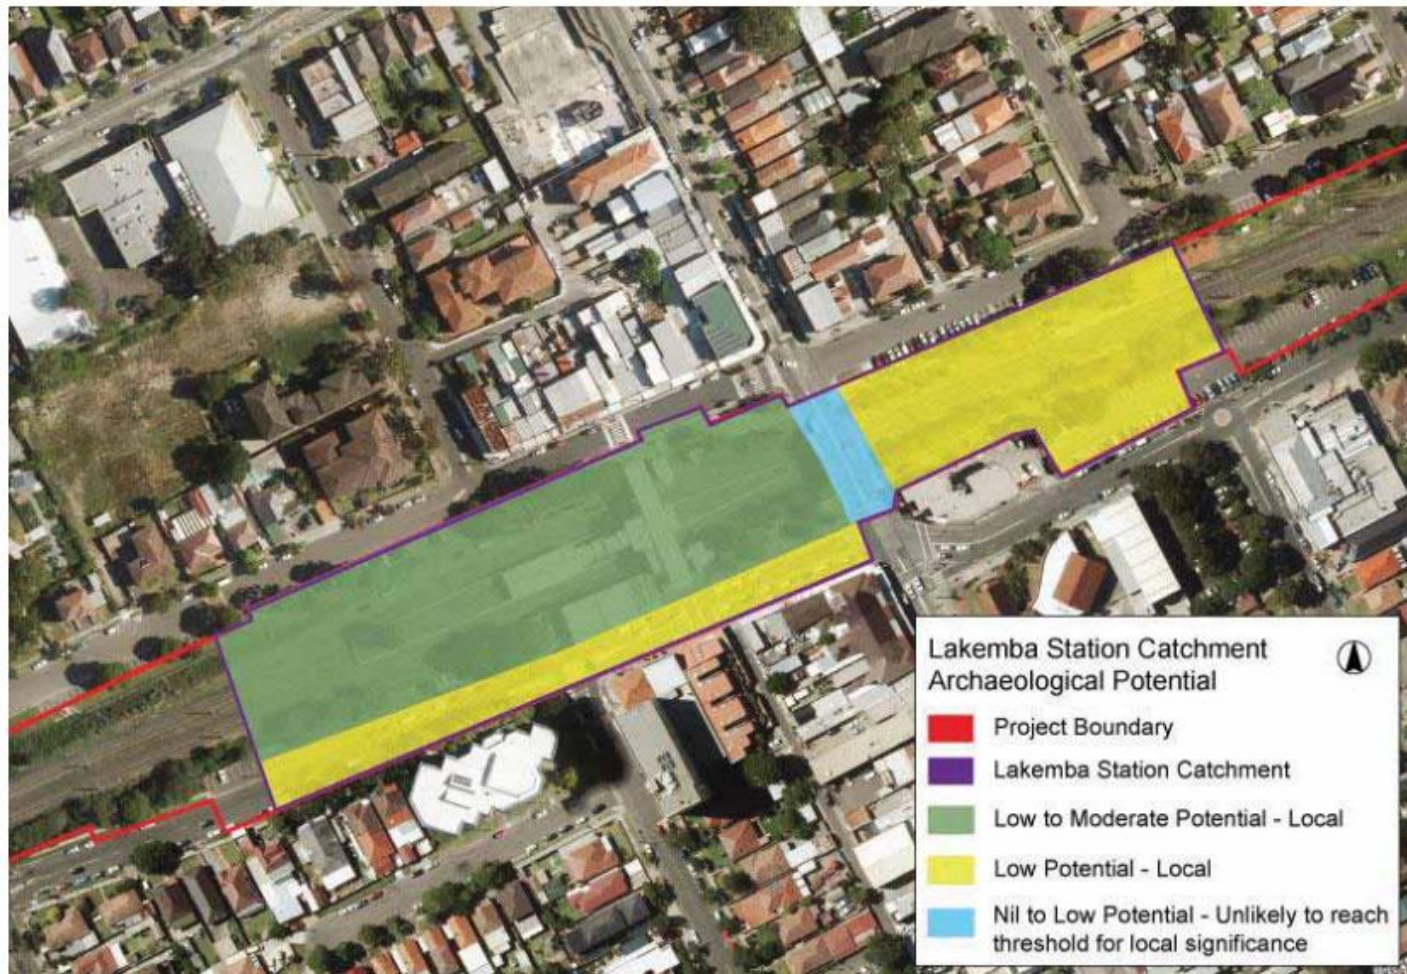 Lakemba Station Catchment
Archaeological Potential
Project Boundary
Lakemba Station Catchment
Low to Moderate Potential - Local
Low Potential - Local
Nil to Low Potential - Unlikely to reach
threshold for local significance